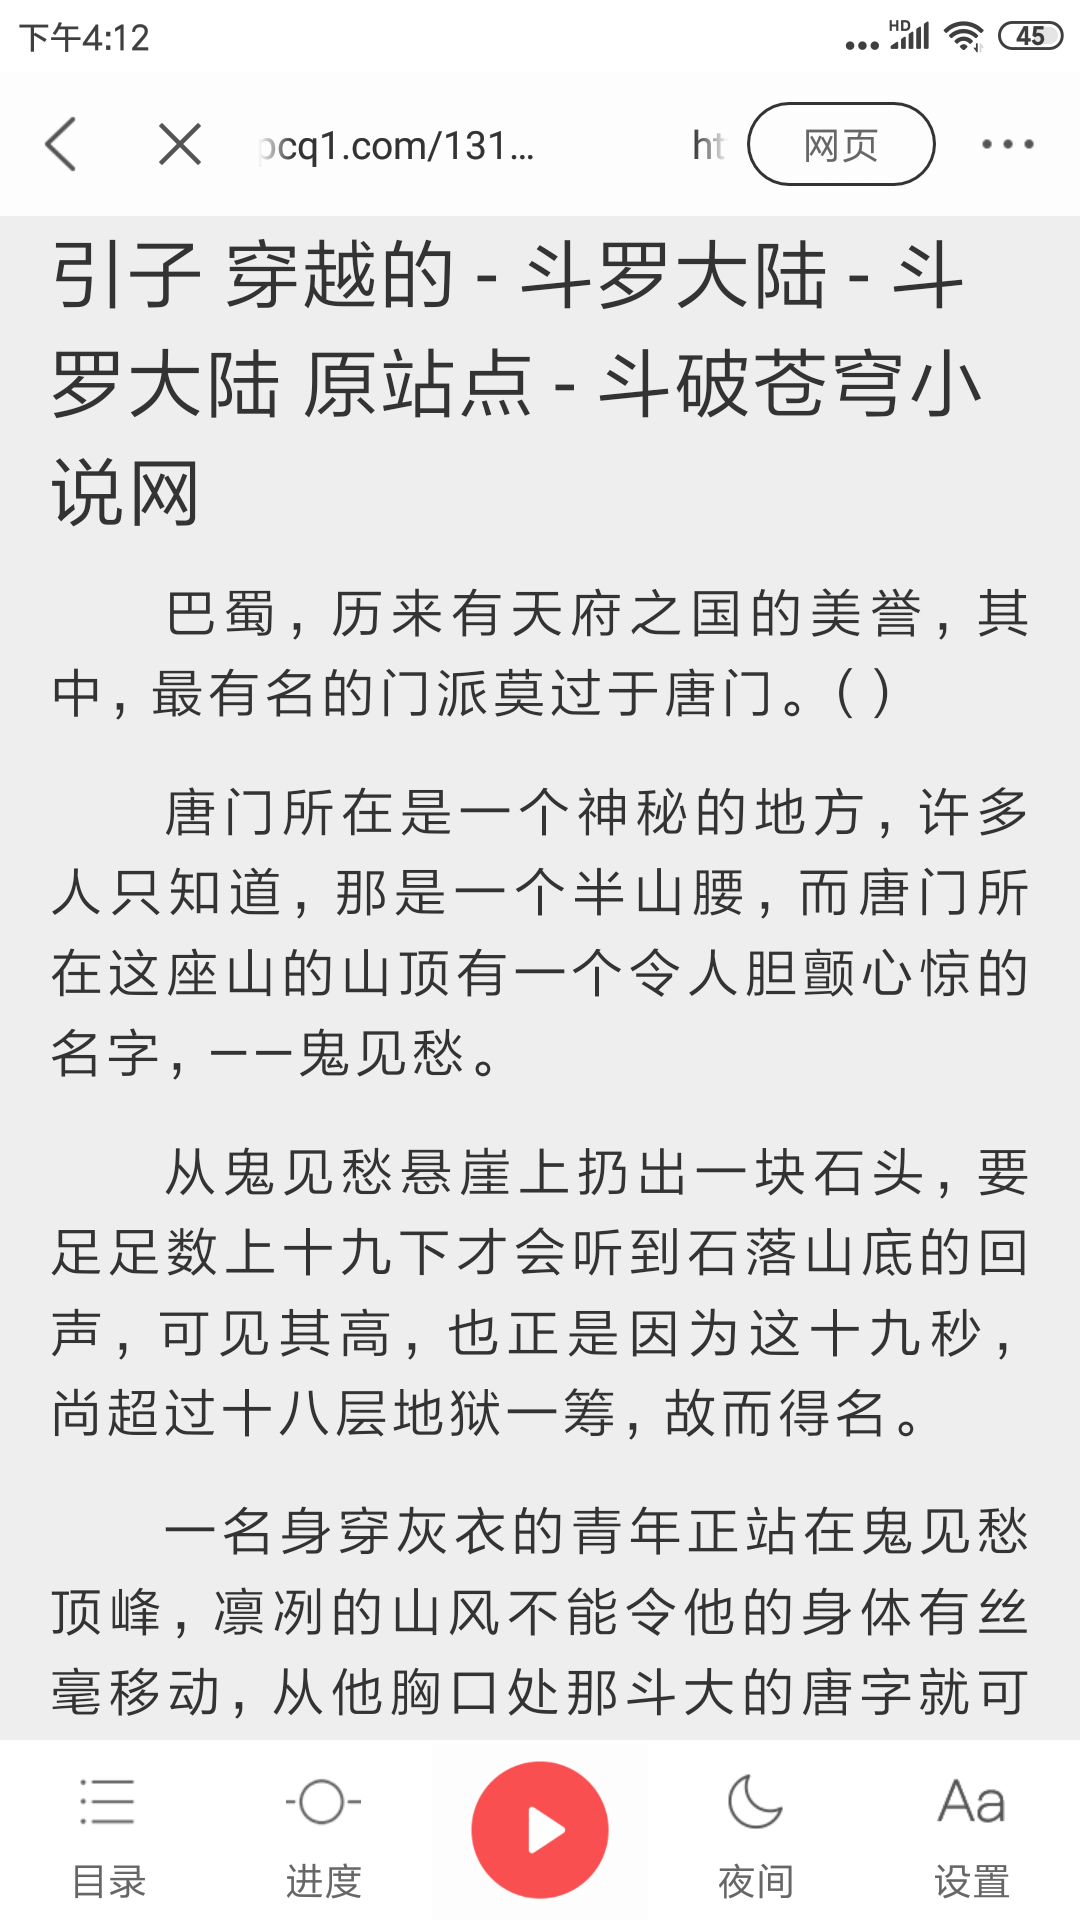 下午4:12
HD
45
pcq1.com/131...
ht
网页
引子 穿越的 - 斗罗大陆 - 斗
罗大陆 原站点 - 斗破苍穹小
说网
巴蜀，历来有天府之国的美誉，其
中，最有名的门派莫过于唐门。（）
唐门所在是一个神秘的地方，许多
人只知道，那是一个半山腰，而唐门所
在这座山的山顶有一个令人胆颤心惊的
名字，——鬼见愁。
从鬼见愁悬崖上扔出一块石头，要
足足数上十九下才会听到石落山底的回
声，可见其高，也正是因为这十九秒，
尚超过十八层地狱一筹，故而得名。
一名身穿灰衣的青年正站在鬼见愁
顶峰，凛冽的山风不能令他的身体有丝
毫移动，从他胸口处那斗大的唐字就可
目录
进度
夜间
Aa
设置